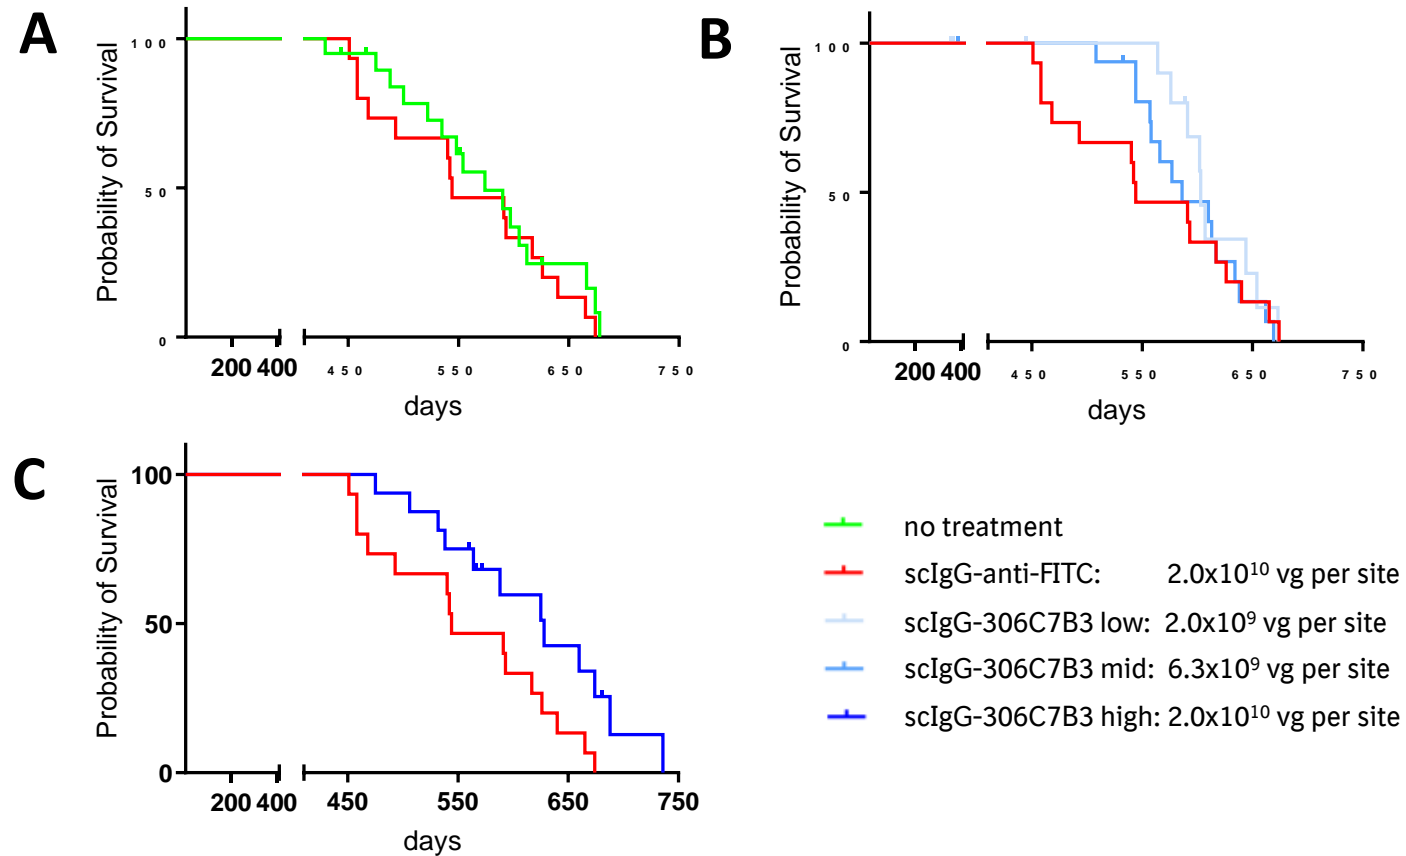 A
Probability of Survival
100
50
0
200 400 450 550 650 750
days
B
Probability of Survival
100
50
0
200 400 450 550 650 750
days
C
Probability of Survival
100
50
0
200 400 450 550 650 750
days
no treatment
scIgG-anti-FITC: 2.0x10¹⁰ vg per site
scIgG-306C7B3 low: 2.0x10⁹ vg per site
scIgG-306C7B3 mid: 6.3x10⁹ vg per site
scIgG-306C7B3 high: 2.0x10¹⁰ vg per site